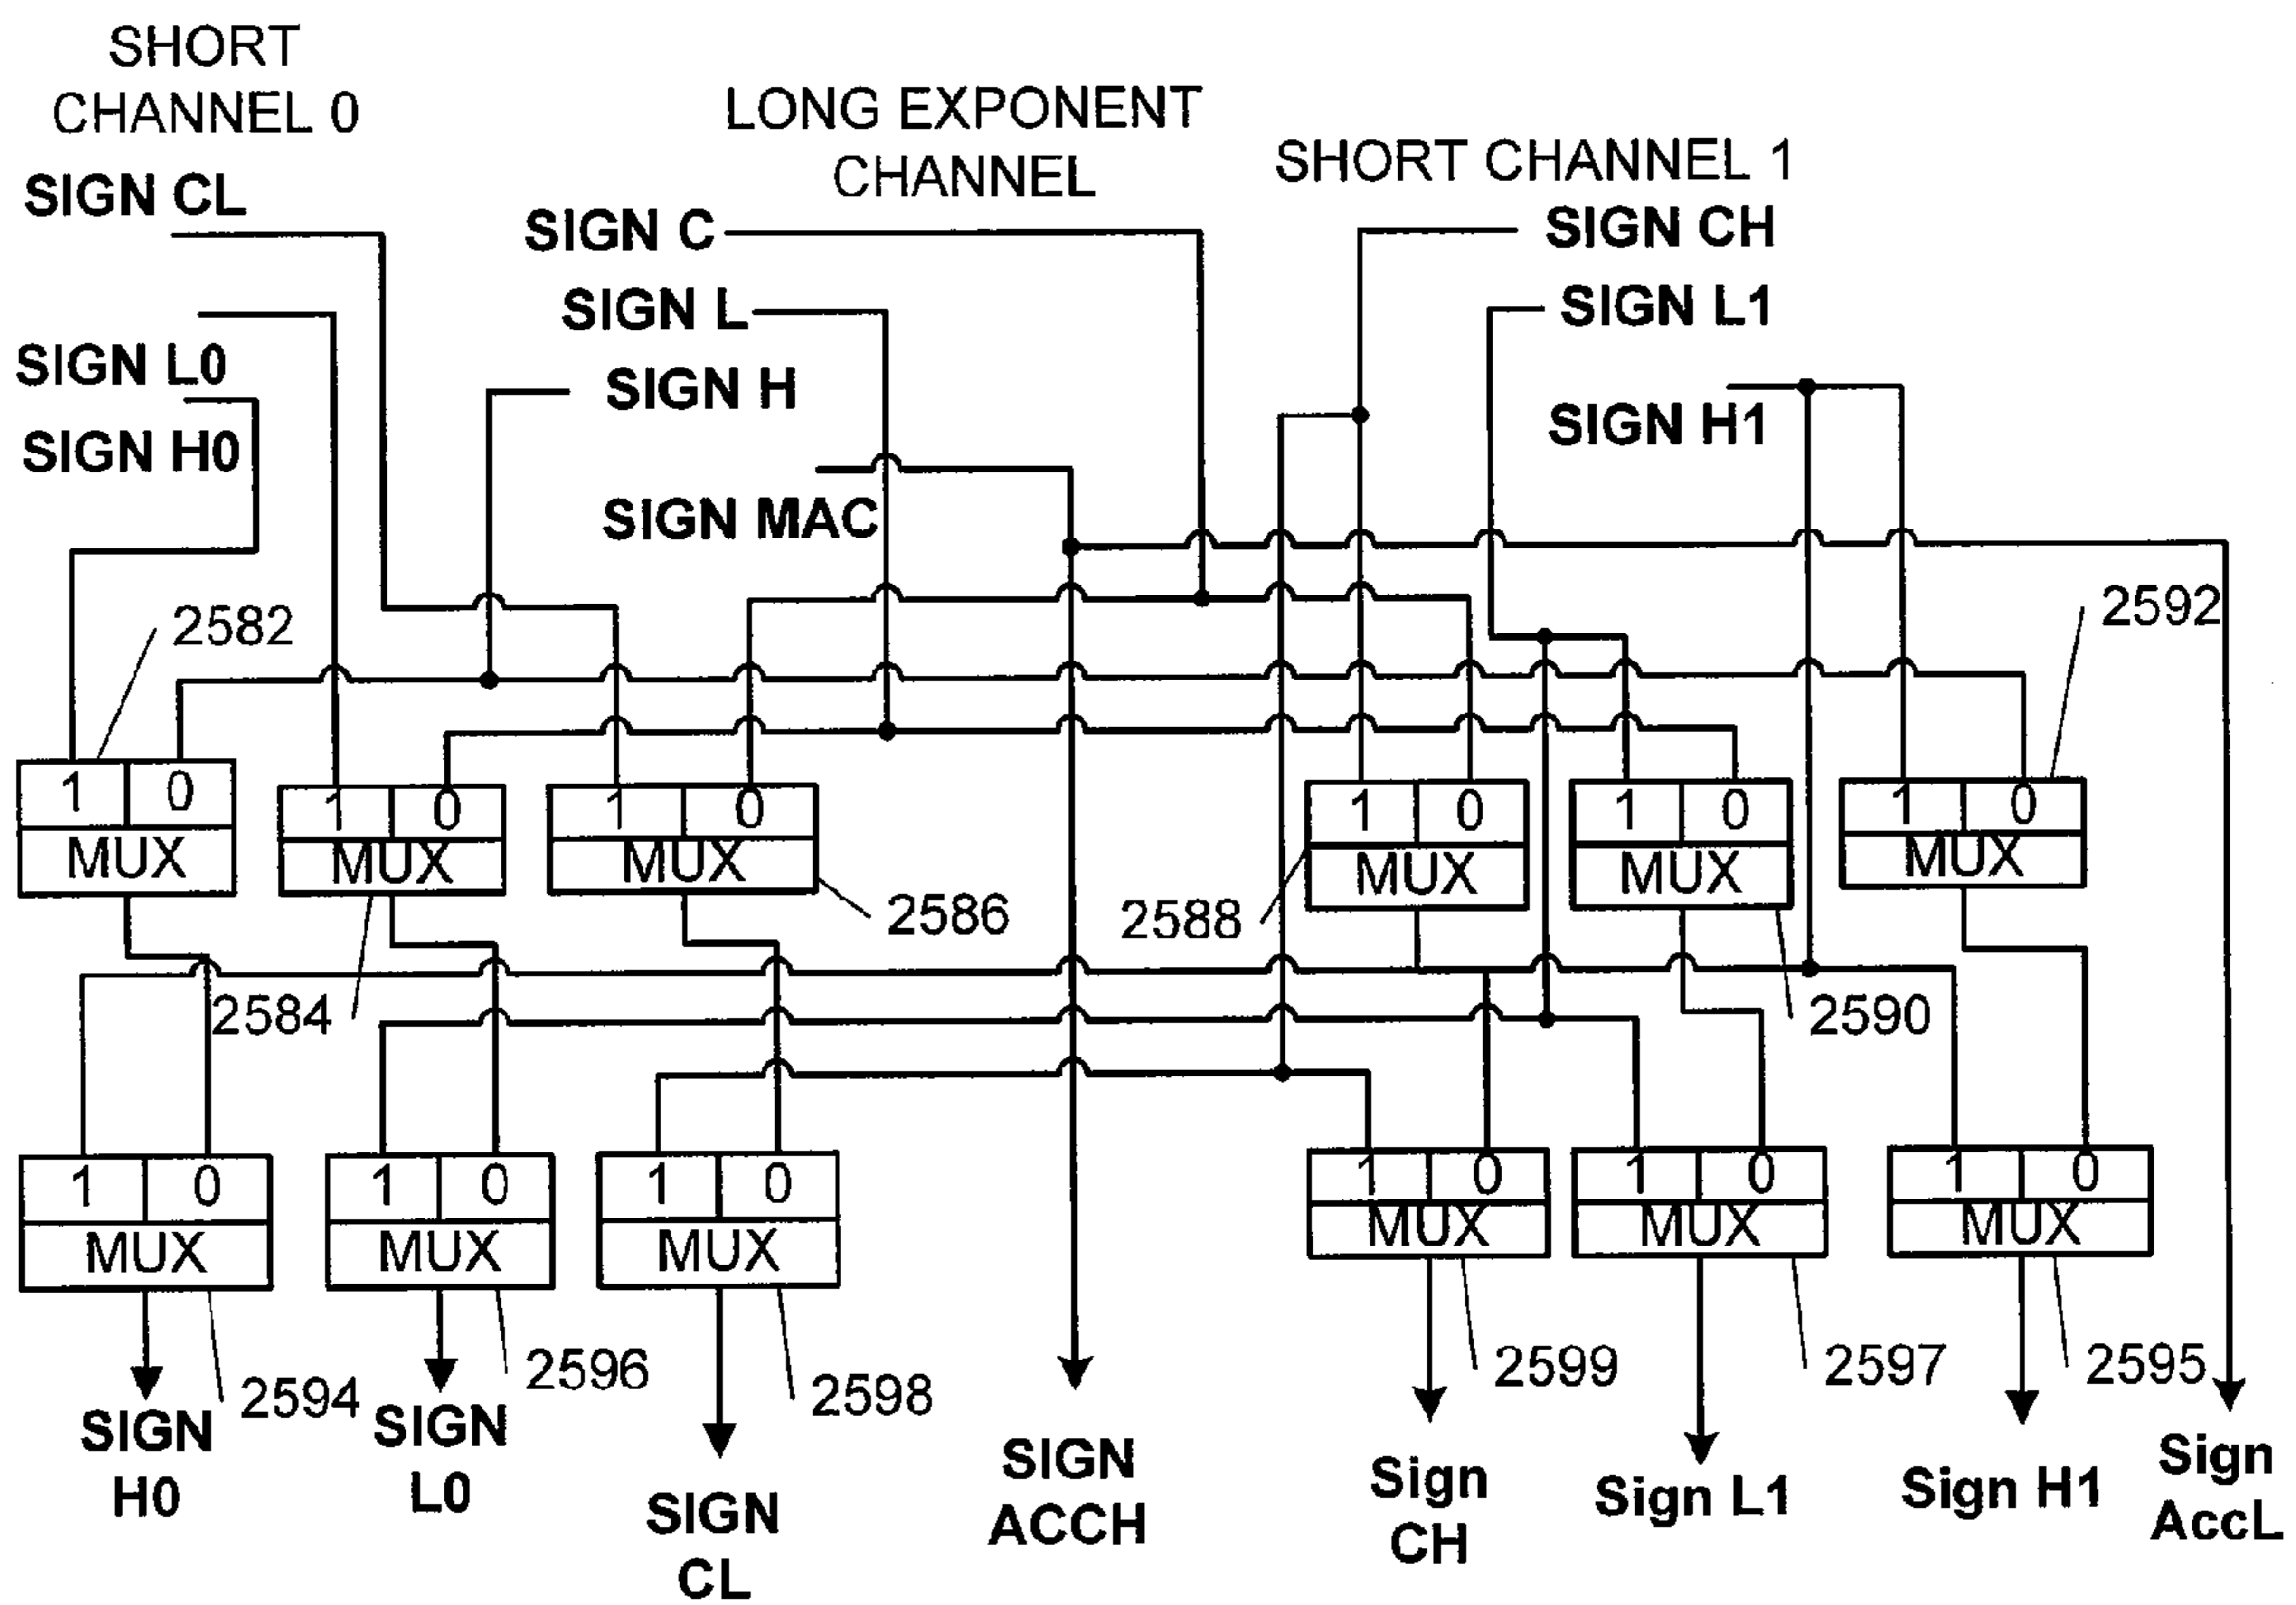 SHORT
CHANNEL 0
LONG EXPONENT
CHANNEL
SHORT CHANNEL 1
SIGN CL
SIGN C
SIGN CH
SIGN L
SIGN L1
SIGN L0
SIGN H
SIGN H1
SIGN H0
SIGN MAC
2582
2592
1 0
MUX
1 0
MUX
1 0
MUX
1 0
MUX
1 0
MUX
1 0
MUX
2586
2588
2584
2590
1 0
MUX
1 0
MUX
1 0
MUX
1 0
MUX
1 0
MUX
1 0
MUX
2594
2596
2598
2599
2597
2595
SIGN
H0
SIGN
L0
SIGN
CL
SIGN
ACCH
Sign
CH
Sign L1
Sign H1
Sign
AccL